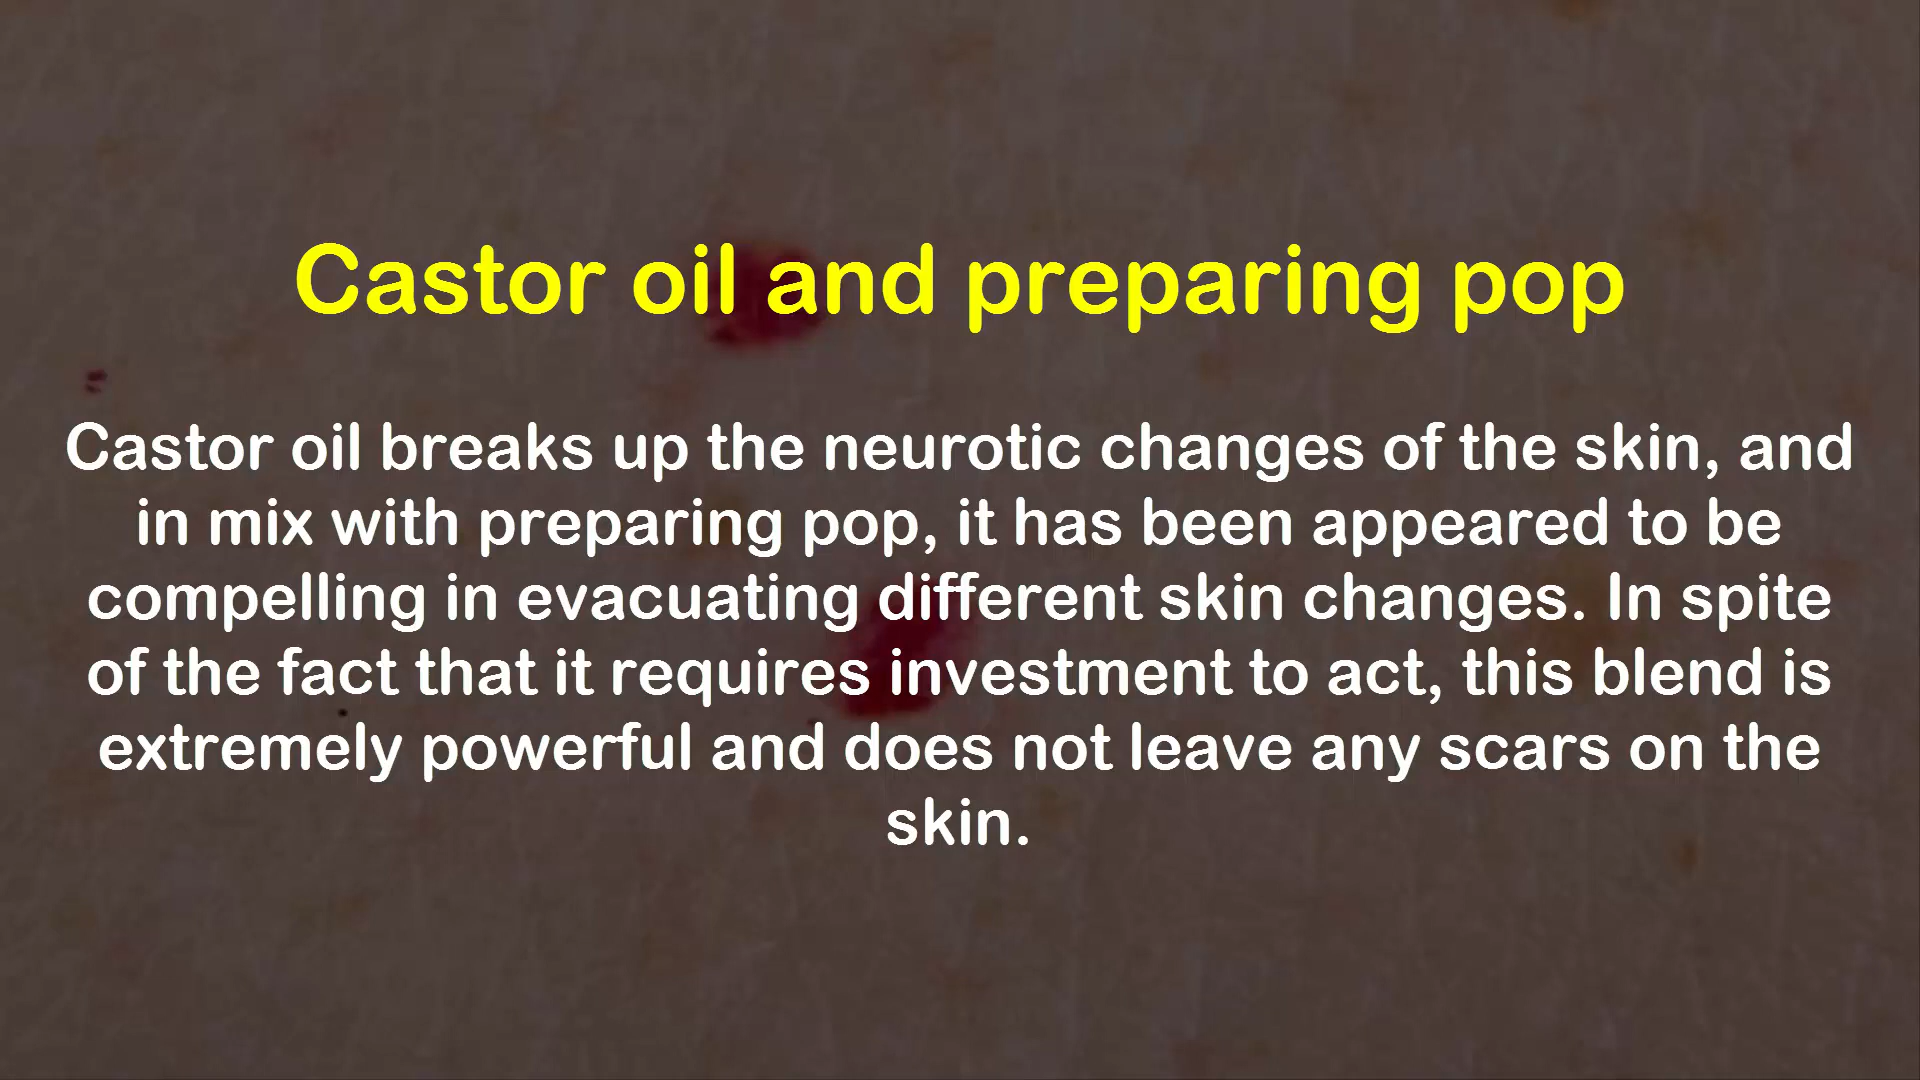 Castor oil and preparing pop
Castor oil breaks up the neurotic changes of the skin, and
in mix with preparing pop, it has been appeared to be
compelling in evacuating different skin changes. In spite
of the fact that it requires investment to act, this blend is
extremely powerful and does not leave any scars on the
skin.